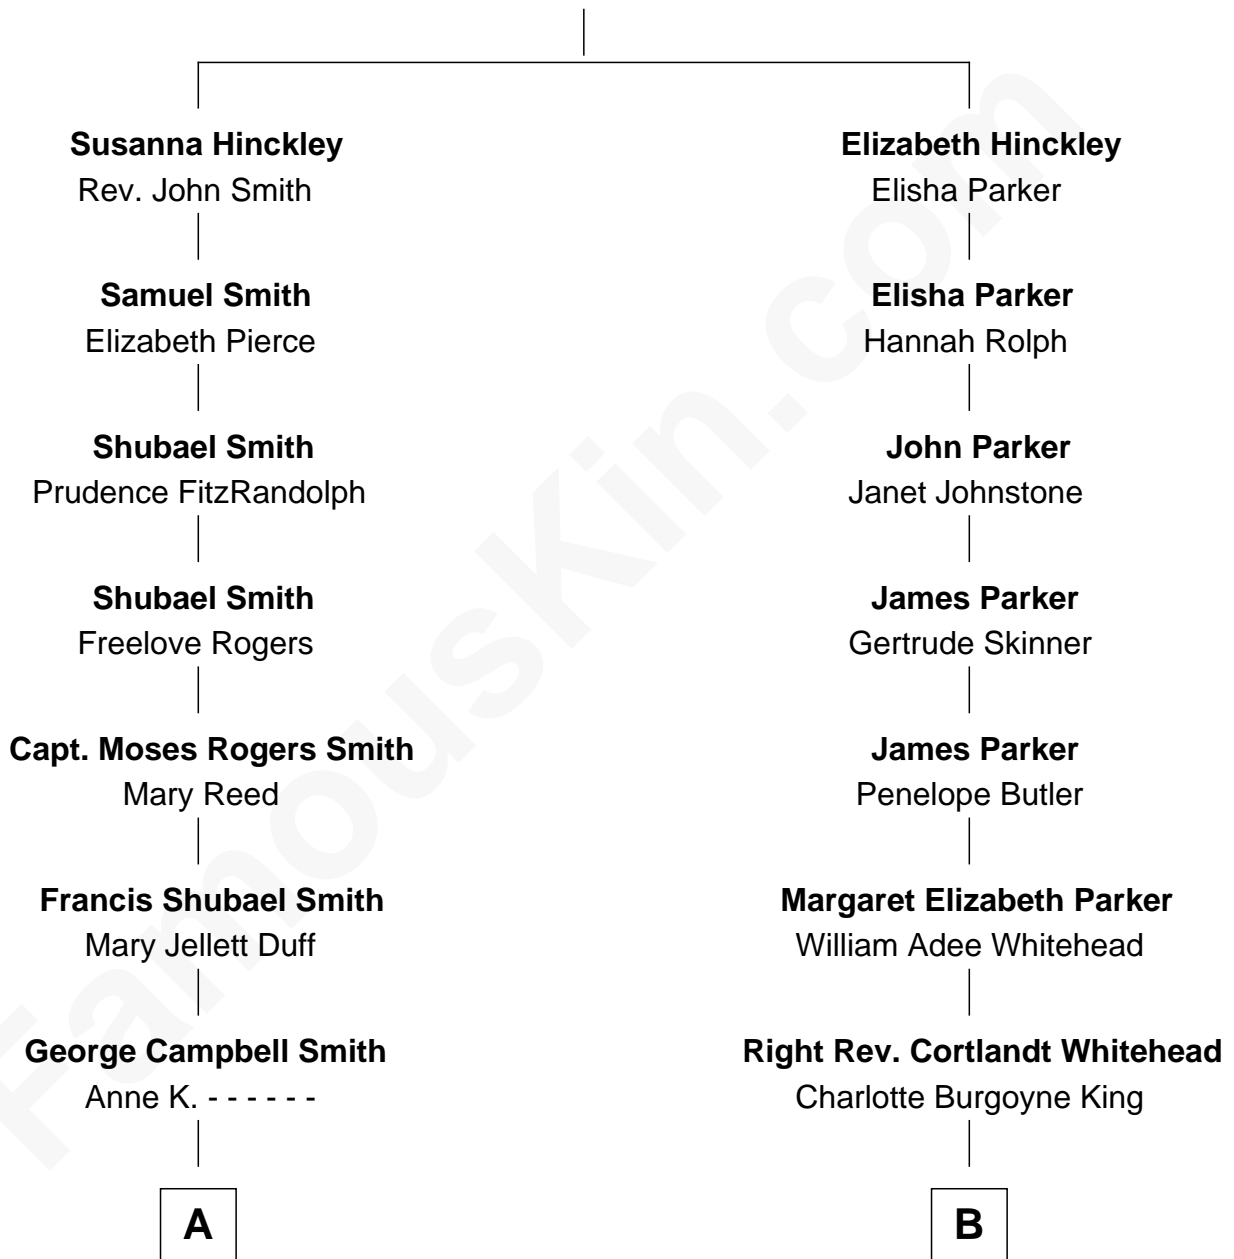 Susanna Hinckley
Rev. John Smith
Samuel Smith
Elizabeth Pierce
Shubael Smith
Prudence FitzRandolph
Shubael Smith
Freelove Rogers
Capt. Moses Rogers Smith
Mary Reed
Francis Shubael Smith
Mary Jellett Duff
George Campbell Smith
Anne K. - - - - - -
A
Elizabeth Hinckley
Elisha Parker
Elisha Parker
Hannah Rolph
John Parker
Janet Johnstone
James Parker
Gertrude Skinner
James Parker
Penelope Butler
Margaret Elizabeth Parker
William Adee Whitehead
Right Rev. Cortlandt Whitehead
Charlotte Burgoyne King
B
FamousKin.com